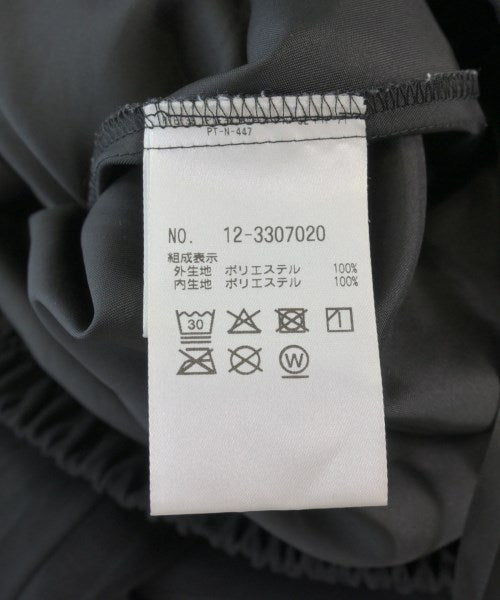 PT-N-447
NO. 12-3307020
組成表示
外生地 ポリエステル 100%
内生地 ポリエステル 100%
30
W